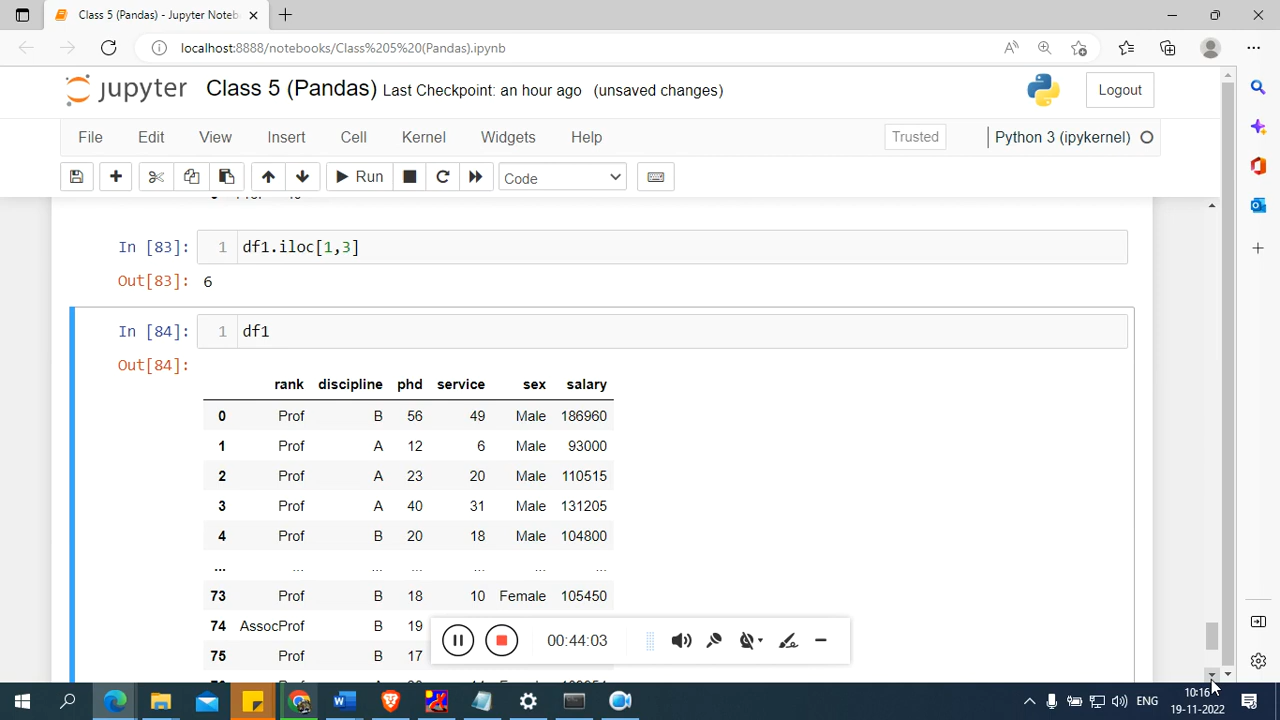 Class 5 (Pandas) - Jupyter Noteb
localhost:8888/notebooks/Class%205%20(Pandas).ipynb
jupyter Class 5 (Pandas) Last Checkpoint: an hour ago (unsaved changes) Logout
File Edit View Insert Cell Kernel Widgets Help Trusted Python 3 (ipykernel)
Run Code
In [83]: 1 df1.iloc[1,3]
Out[83]: 6
In [84]: 1 df1
Out[84]:
rank discipline phd service sex salary
0 Prof B 56 49 Male 186960
1 Prof A 12 6 Male 93000
2 Prof A 23 20 Male 110515
3 Prof A 40 31 Male 131205
4 Prof B 20 18 Male 104800
... ... ... ... ... ... ...
73 Prof B 18 10 Female 105450
74 AssocProf B 19
75 Prof B 17
00:44:03
ENG
10:16
19-11-2022